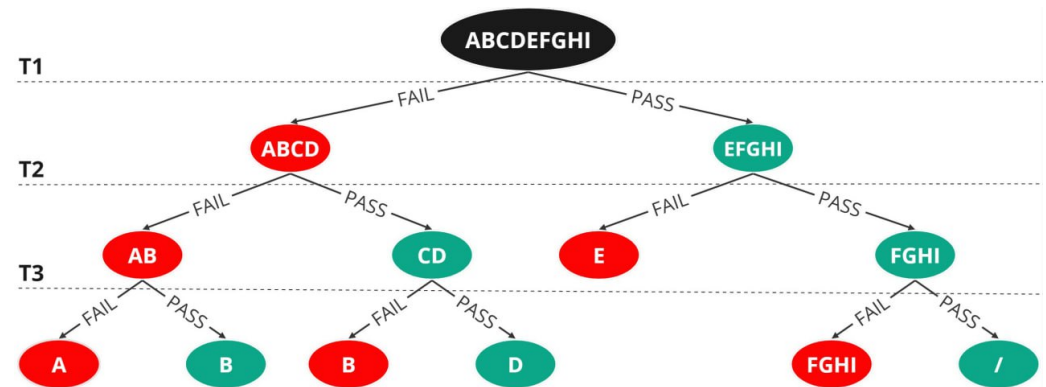 ABCDEFGHI
T1
FAIL PASS
ABCD EFGHI
T2
FAIL PASS FAIL PASS
AB CD E FGHI
T3
FAIL PASS FAIL PASS FAIL PASS
A B B D FGHI /